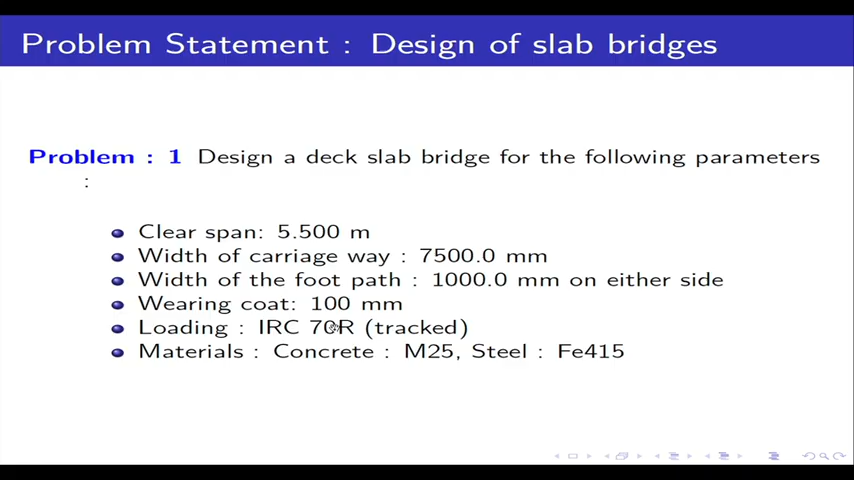 Problem Statement : Design of slab bridges
Problem : 1 Design a deck slab bridge for the following parameters
:
Clear span: 5.500 m
Width of carriage way : 7500.0 mm
Width of the foot path : 1000.0 mm on either side
Wearing coat: 100 mm
Loading : IRC 70R (tracked)
Materials : Concrete : M25, Steel : Fe415